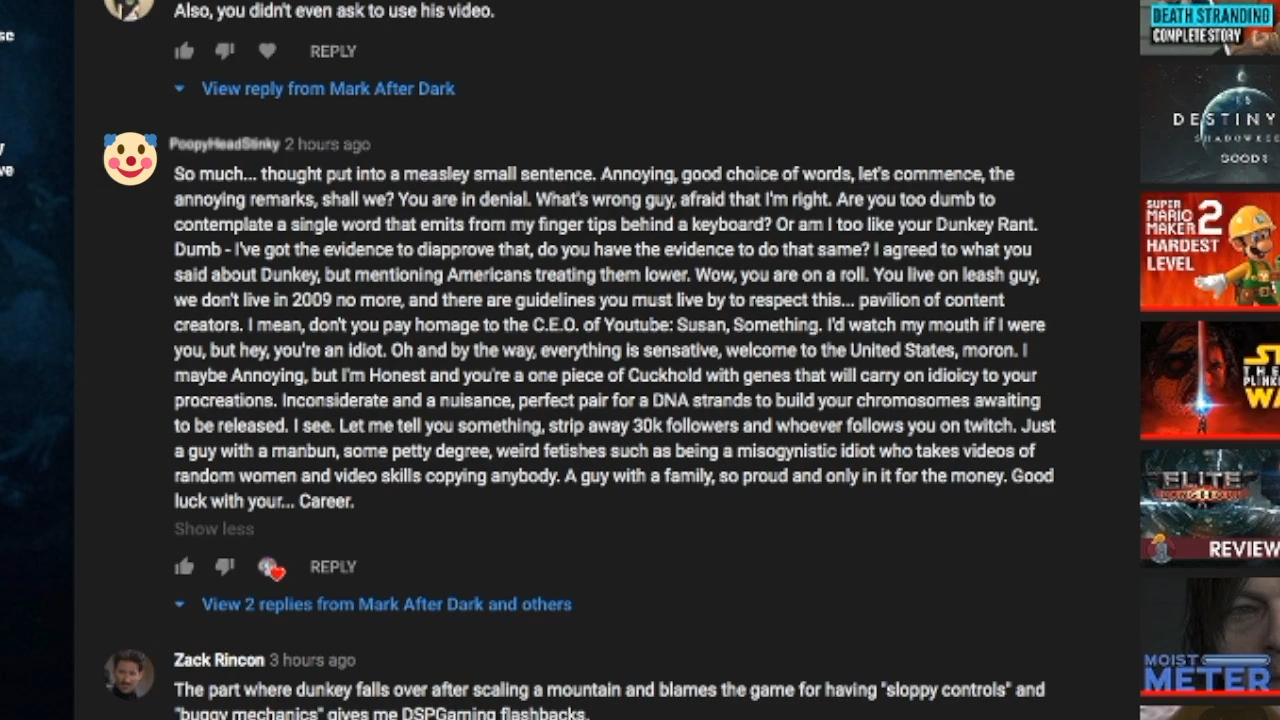 Also, you didn't even ask to use his video.
REPLY
View reply from Mark After Dark
PoopyHeadStinky 2 hours ago
So much... thought put into a measley small sentence. Annoying, good choice of words, let's commence, the
annoying remarks, shall we? You are in denial. What's wrong guy, afraid that I'm right. Are you too dumb to
contemplate a single word that emits from my finger tips behind a keyboard? Or am I too like your Dunkey Rant.
Dumb - I've got the evidence to diapprove that, do you have the evidence to do that same? I agreed to what you
said about Dunkey, but mentioning Americans treating them lower. Wow, you are on a roll. You live on leash guy,
we don't live in 2009 no more, and there are guidelines you must live by to respect this... pavilion of content
creators. I mean, don't you pay homage to the C.E.O. of Youtube: Susan, Something. I'd watch my mouth if I were
you, but hey, you're an idiot. Oh and by the way, everything is sensative, welcome to the United States, moron. I
maybe Annoying, but I'm Honest and you're a one piece of Cuckhold with genes that will carry on idioicy to your
procreations. Inconsiderate and a nuisance, perfect pair for a DNA strands to build your chromosomes awaiting
to be released. I see. Let me tell you something, strip away 30k followers and whoever follows you on twitch. Just
a guy with a manbun, some petty degree, weird fetishes such as being a misogynistic idiot who takes videos of
random women and video skills copying anybody. A guy with a family, so proud and only in it for the money. Good
luck with your... Career.
Show less
REPLY
View 2 replies from Mark After Dark and others
Zack Rincon 3 hours ago
The part where dunkey falls over after scaling a mountain and blames the game for having "sloppy controls" and
"buggy mechanics" gives me DSPGaming flashbacks.
DEATH STRANDING
COMPLETE STORY
IS
DESTINY
SHADOWKEE
GOOD?
SUPER
MARIO
MAKER 2
HARDEST
LEVEL
THE
PLINK
WA
ELITE
REVIEW
MOIST
METER